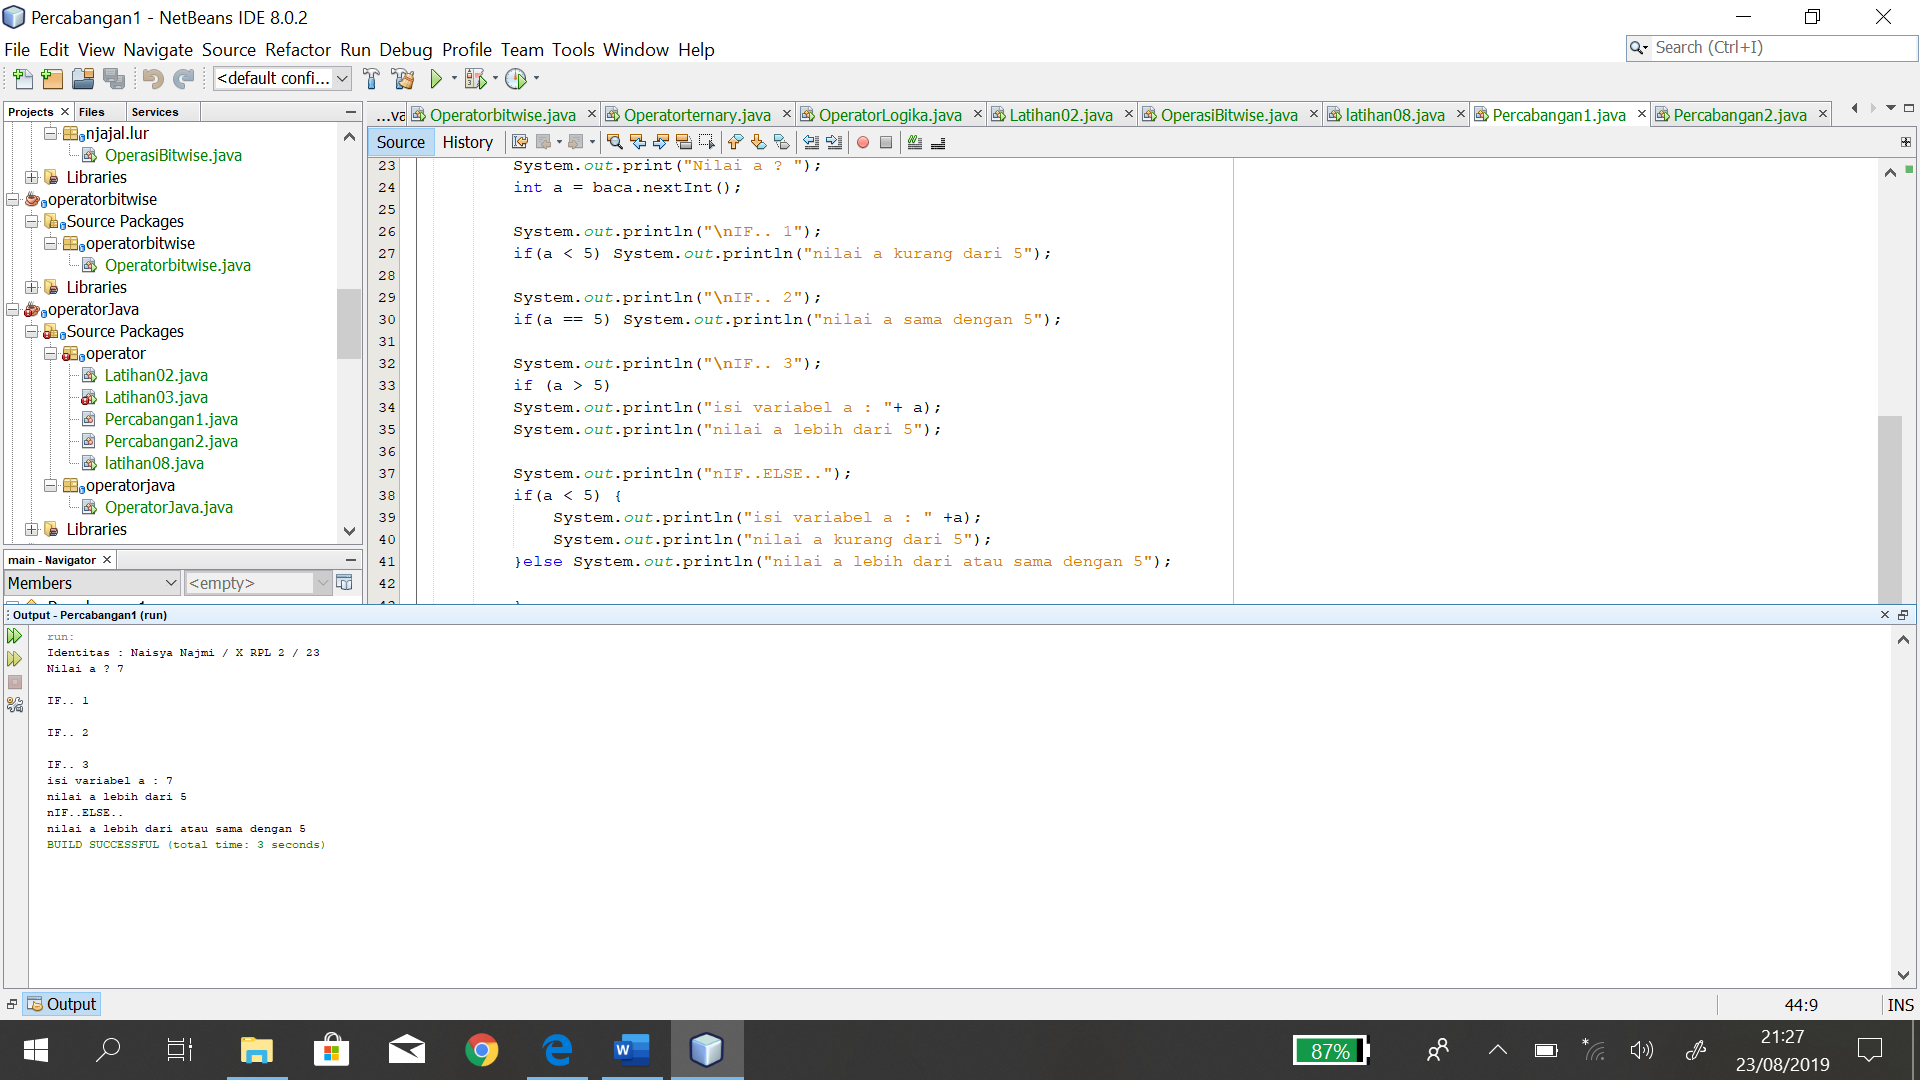 Percabangan1 - NetBeans IDE 8.0.2
File Edit View Navigate Source Refactor Run Debug Profile Team Tools Window Help
Search (Ctrl+I)
<default confi...
Projects Files Services
njajal.lur
OperasiBitwise.java
Libraries
operatorbitwise
Source Packages
operatorbitwise
Operatorbitwise.java
Libraries
operatorJava
Source Packages
operator
Latihan02.java
Latihan03.java
Percabangan1.java
Percabangan2.java
latihan08.java
operatorjava
OperatorJava.java
Libraries
main - Navigator
Members <empty>
...va Operatorbitwise.java Operatorternary.java OperatorLogika.java Latihan02.java OperasiBitwise.java latihan08.java Percabangan1.java Percabangan2.java
Source History
23 System.out.print("Nilai a ? ");
24 int a = baca.nextInt();
25
26 System.out.println("\nIF.. 1");
27 if(a < 5) System.out.println("nilai a kurang dari 5");
28
29 System.out.println("\nIF.. 2");
30 if(a == 5) System.out.println("nilai a sama dengan 5");
31
32 System.out.println("\nIF.. 3");
33 if (a > 5)
34 System.out.println("isi variabel a : "+ a);
35 System.out.println("nilai a lebih dari 5");
36
37 System.out.println("nIF..ELSE..");
38 if(a < 5) {
39 System.out.println("isi variabel a : " +a);
40 System.out.println("nilai a kurang dari 5");
41 }else System.out.println("nilai a lebih dari atau sama dengan 5");
42
Output - Percabangan1 (run)
run:
Identitas : Naisya Najmi / X RPL 2 / 23
Nilai a ? 7
IF.. 1
IF.. 2
IF.. 3
isi variabel a : 7
nilai a lebih dari 5
nIF..ELSE..
nilai a lebih dari atau sama dengan 5
BUILD SUCCESSFUL (total time: 3 seconds)
Output
44:9 INS
87%
21:27
23/08/2019